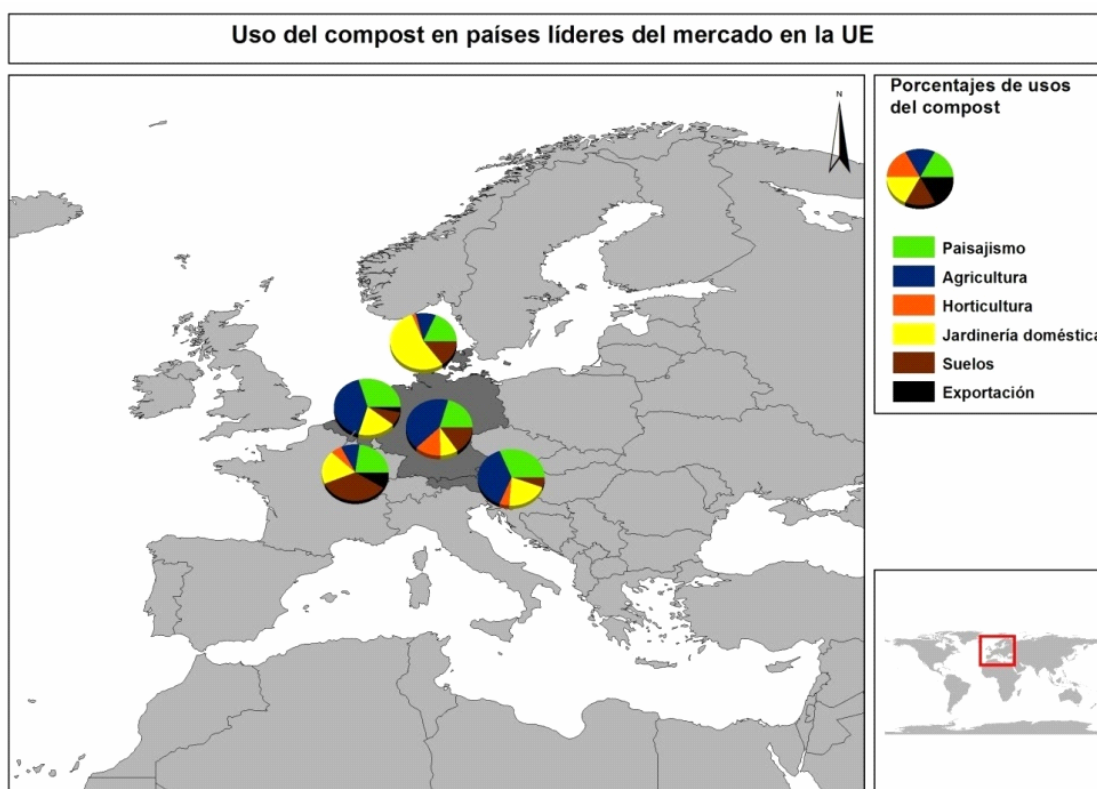 Uso del compost en países líderes del mercado en la UE
N
Porcentajes de usos
del compost
Paisajismo
Agricultura
Horticultura
Jardinería doméstica
Suelos
Exportación